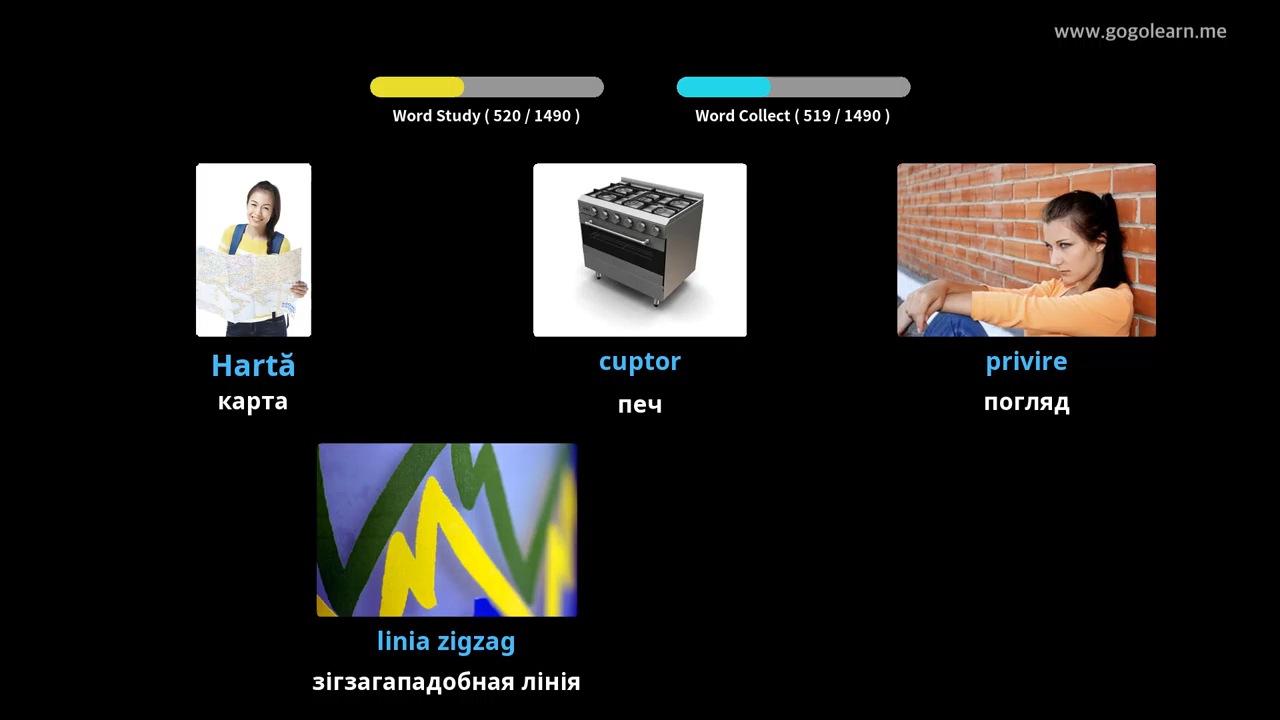 www.gogolearn.me
Word Study ( 520 / 1490 )
Word Collect ( 519 / 1490 )
Hartă
карта
cuptor
печ
privire
погляд
linia zigzag
зігзагападобная лінія